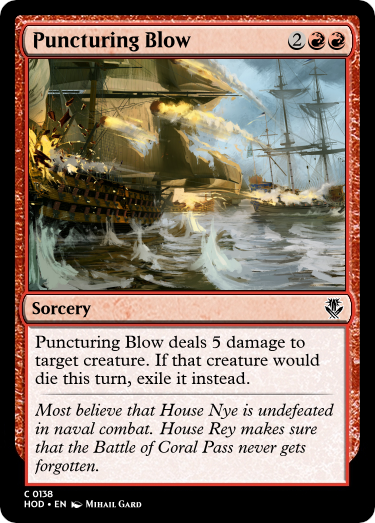 Puncturing Blow 2
Sorcery
Puncturing Blow deals 5 damage to
target creature. If that creature would
die this turn, exile it instead.
Most believe that House Nye is undefeated
in naval combat. House Rey makes sure
that the Battle of Coral Pass never gets
forgotten.
C 0138
HOD • EN Mihail Gard